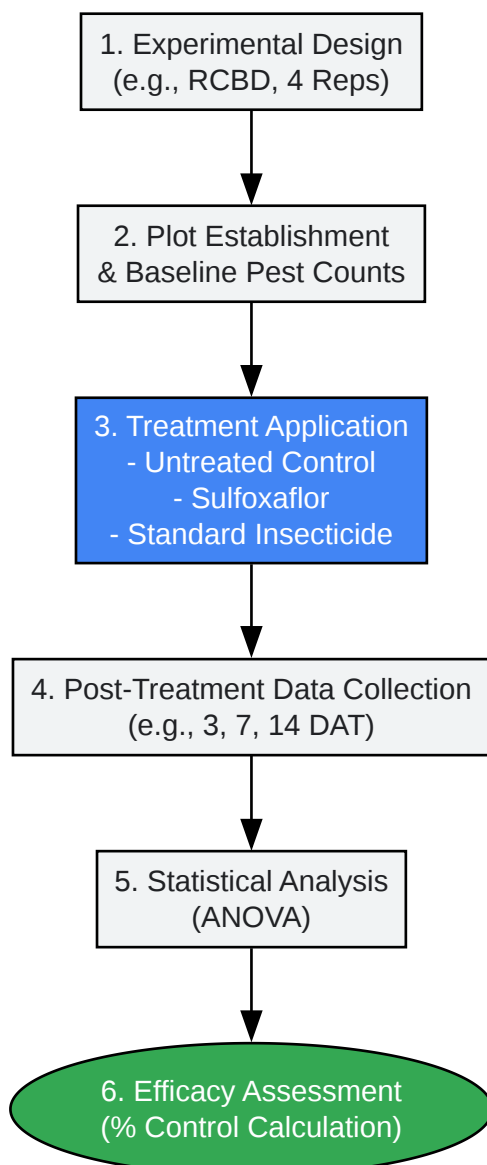 1. Experimental Design
(e.g., RCBD, 4 Reps)
2. Plot Establishment
& Baseline Pest Counts
3. Treatment Application
- Untreated Control
- Sulfoxaflor
- Standard Insecticide
4. Post-Treatment Data Collection
(e.g., 3, 7, 14 DAT)
5. Statistical Analysis
(ANOVA)
6. Efficacy Assessment
(% Control Calculation)